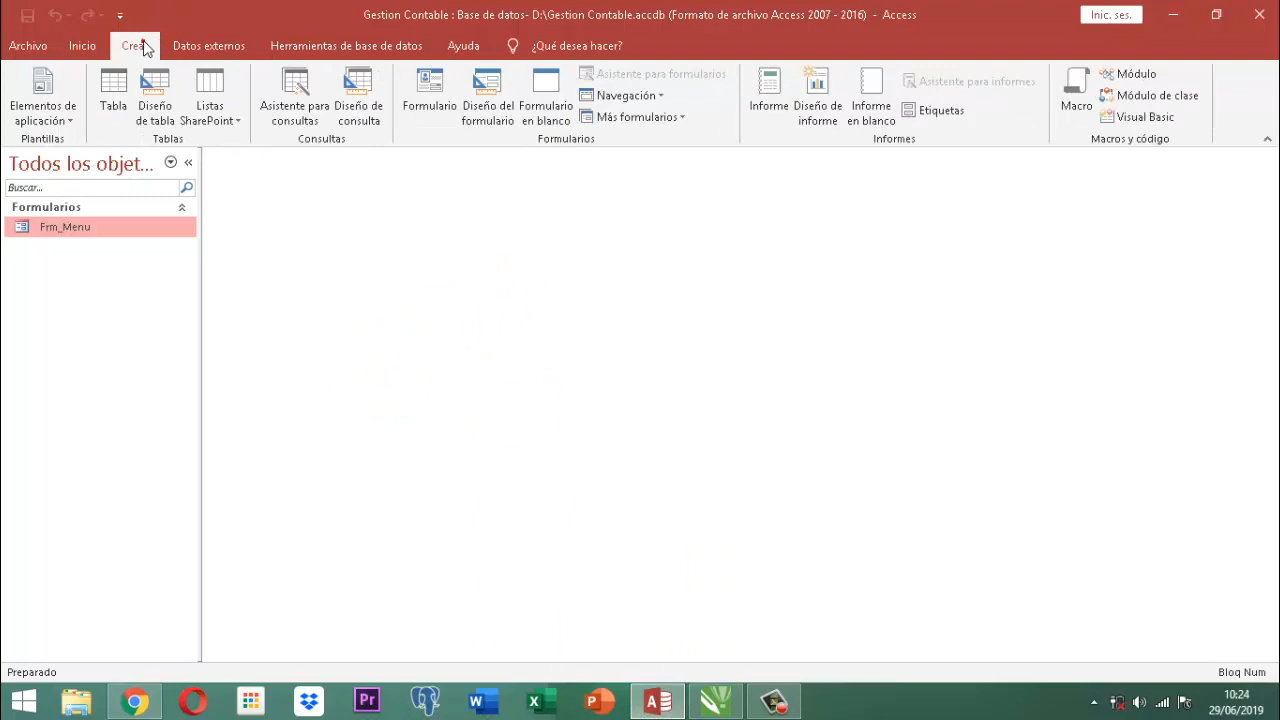 Gestion Contable : Base de datos- D:\Gestion Contable.accdb (Formato de archivo Access 2007 - 2016) - Access
Inic. ses.
Archivo Inicio Crear Datos externos Herramientas de base de datos Ayuda ¿Qué desea hacer?
Elementos de aplicación
Plantillas
Tabla
Diseño de tabla
Listas SharePoint
Tablas
Asistente para consultas
Diseño de consulta
Consultas
Formulario
Diseño del formulario
Formulario en blanco
Asistente para formularios
Navegación
Más formularios
Formularios
Informe
Diseño de informe
Informe en blanco
Asistente para informes
Etiquetas
Informes
Macro
Módulo
Módulo de clase
Visual Basic
Macros y código
Todos los objet...
Buscar...
Formularios
Frm_Menu
Preparado
Bloq Num
Pr
10:24
29/06/2019